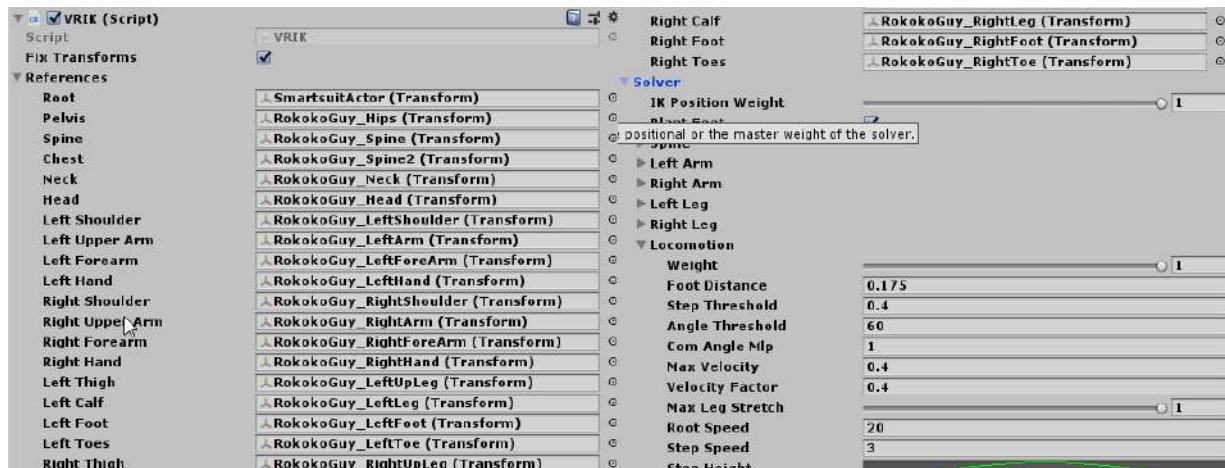 VRIK (Script)
Script VRIK
Fix Transforms
References
Root SmartsuitActor (Transform)
Pelvis RokokoGuy_Hips (Transform)
Spine RokokoGuy_Spine (Transform)
Chest RokokoGuy_Spine2 (Transform)
Neck RokokoGuy_Neck (Transform)
Head RokokoGuy_Head (Transform)
Left Shoulder RokokoGuy_LeftShoulder (Transform)
Left Upper Arm RokokoGuy_LeftArm (Transform)
Left Forearm RokokoGuy_LeftForeArm (Transform)
Left Hand RokokoGuy_LeftHand (Transform)
Right Shoulder RokokoGuy_RightShoulder (Transform)
Right Upper Arm RokokoGuy_RightArm (Transform)
Right Forearm RokokoGuy_RightForeArm (Transform)
Right Hand RokokoGuy_RightHand (Transform)
Left Thigh RokokoGuy_LeftUpLeg (Transform)
Left Calf RokokoGuy_LeftLeg (Transform)
Left Foot RokokoGuy_LeftFoot (Transform)
Left Toes RokokoGuy_LeftToe (Transform)
Right Thigh RokokoGuy_RightUpLeg (Transform)
Right Calf RokokoGuy_RightLeg (Transform)
Right Foot RokokoGuy_RightFoot (Transform)
Right Toes RokokoGuy_RightToe (Transform)
Solver
IK Position Weight 1
Plant Foot
positional or the master weight of the solver.
Spine
Left Arm
Right Arm
Left Leg
Right Leg
Locomotion
Weight 1
Foot Distance 0.175
Step Threshold 0.4
Angle Threshold 60
Com Angle Mlp 1
Max Velocity 0.4
Velocity Factor 0.4
Max Leg Stretch 1
Root Speed 20
Step Speed 3
Step Height